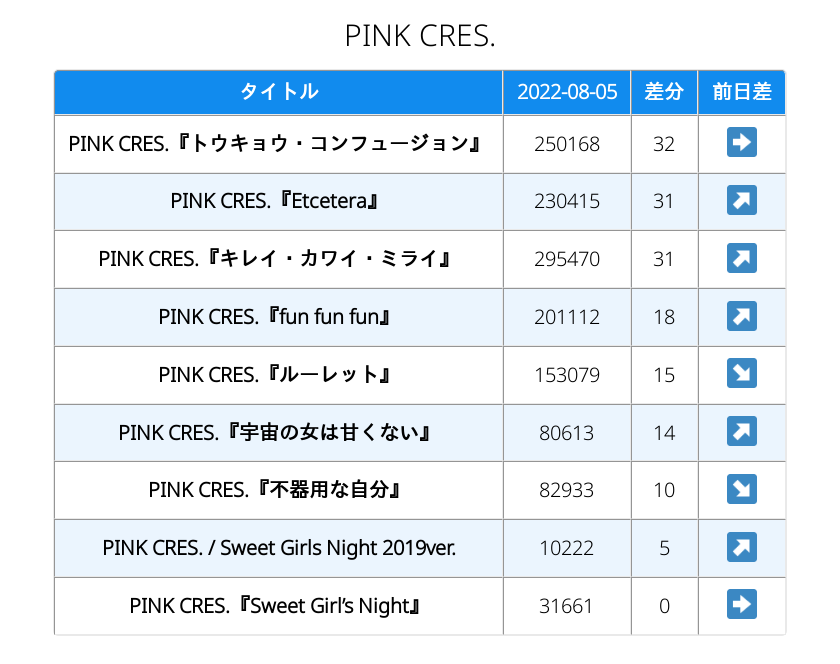 PINK CRES.
タイトル 2022-08-05 差分 前日差
PINK CRES.『トウキョウ・コンフュージョン』 250168 32 ➡
PINK CRES.『Etcetera』 230415 31 ↗
PINK CRES.『キレイ・カワイ・ミライ』 295470 31 ↗
PINK CRES.『fun fun fun』 201112 18 ↗
PINK CRES.『ルーレット』 153079 15 ↘
PINK CRES.『宇宙の女は甘くない』 80613 14 ↗
PINK CRES.『不器用な自分』 82933 10 ↘
PINK CRES. / Sweet Girls Night 2019ver. 10222 5 ↗
PINK CRES.『Sweet Girl’s Night』 31661 0 ➡